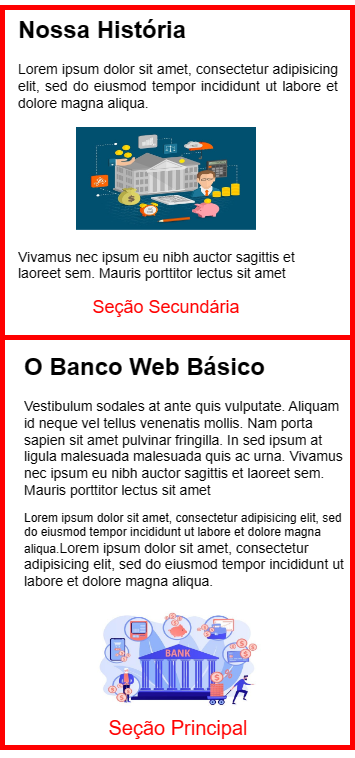 Nossa História
Lorem ipsum dolor sit amet, consectetur adipisicing
elit, sed do eiusmod tempor incididunt ut labore et
dolore magna aliqua.
Vivamus nec ipsum eu nibh auctor sagittis et
laoreet sem. Mauris porttitor lectus sit amet
Seção Secundária
O Banco Web Básico
Vestibulum sodales at ante quis vulputate. Aliquam
id neque vel tellus venenatis mollis. Nam porta
sapien sit amet pulvinar fringilla. In sed ipsum at
ligula malesuada malesuada quis ac urna. Vivamus
nec ipsum eu nibh auctor sagittis et laoreet sem.
Mauris porttitor lectus sit amet
Lorem ipsum dolor sit amet, consectetur adipisicing elit, sed
do eiusmod tempor incididunt ut labore et dolore magna
aliqua.Lorem ipsum dolor sit amet, consectetur
adipisicing elit, sed do eiusmod tempor incididunt ut
labore et dolore magna aliqua.
BANK
Seção Principal